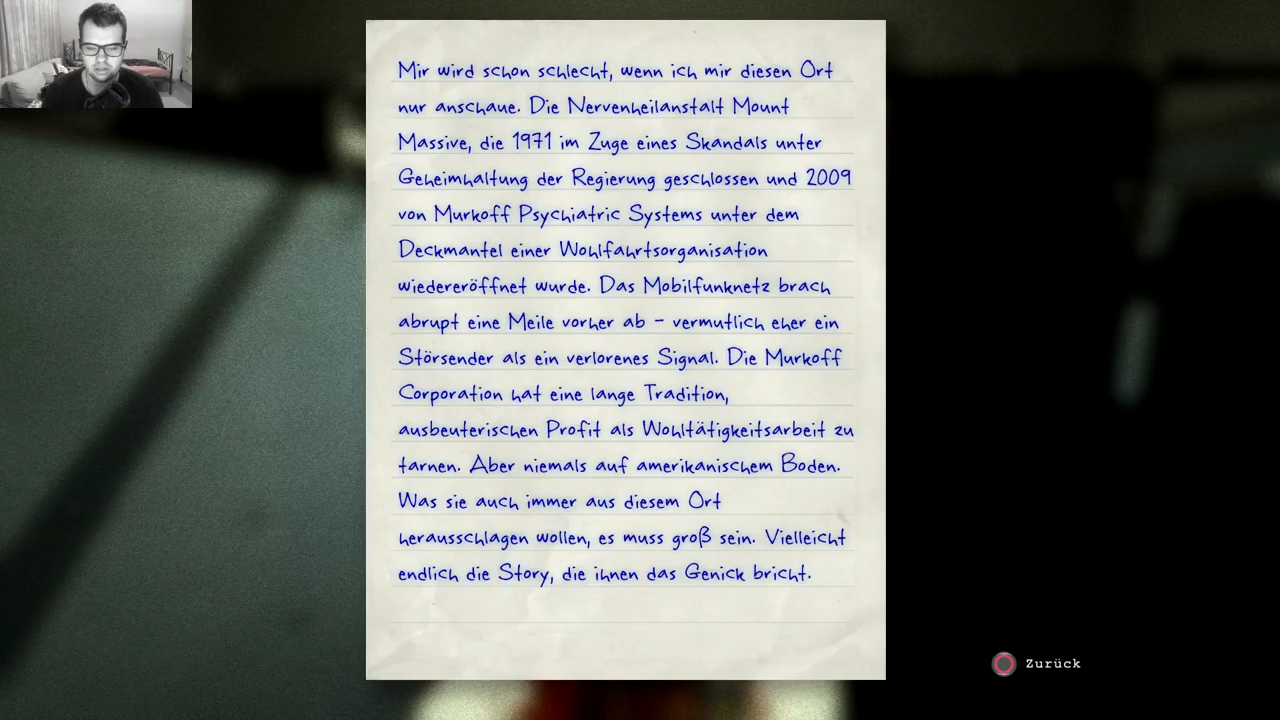 Mir wird schon schlecht, wenn ich mir diesen Ort
nur anschaue. Die Nervenheilanstalt Mount
Massive, die 1971 im Zuge eines Skandals unter
Geheimhaltung der Regierung geschlossen und 2009
von Murkoff Psychiatric Systems unter dem
Deckmantel einer Wohlfahrtsorganisation
wiedereröffnet wurde. Das Mobilfunknetz brach
abrupt eine Meile vorher ab - vermutlich eher ein
Störsender als ein verlorenes Signal. Die Murkoff
Corporation hat eine lange Tradition,
ausbeuterischen Profit als Wohltätigkeitsarbeit zu
tarnen. Aber niemals auf amerikanischem Boden.
Was sie auch immer aus diesem Ort
herausschlagen wollen, es muss groß sein. Vielleicht
endlich die Story, die ihnen das Genick bricht.
Zurück